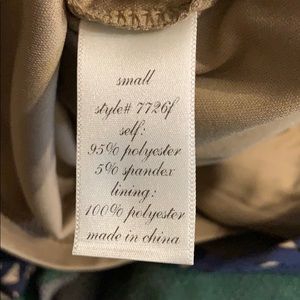 small
style# 7726f
self:
95% polyester
5% spandex
lining:
100% polyester
made in china